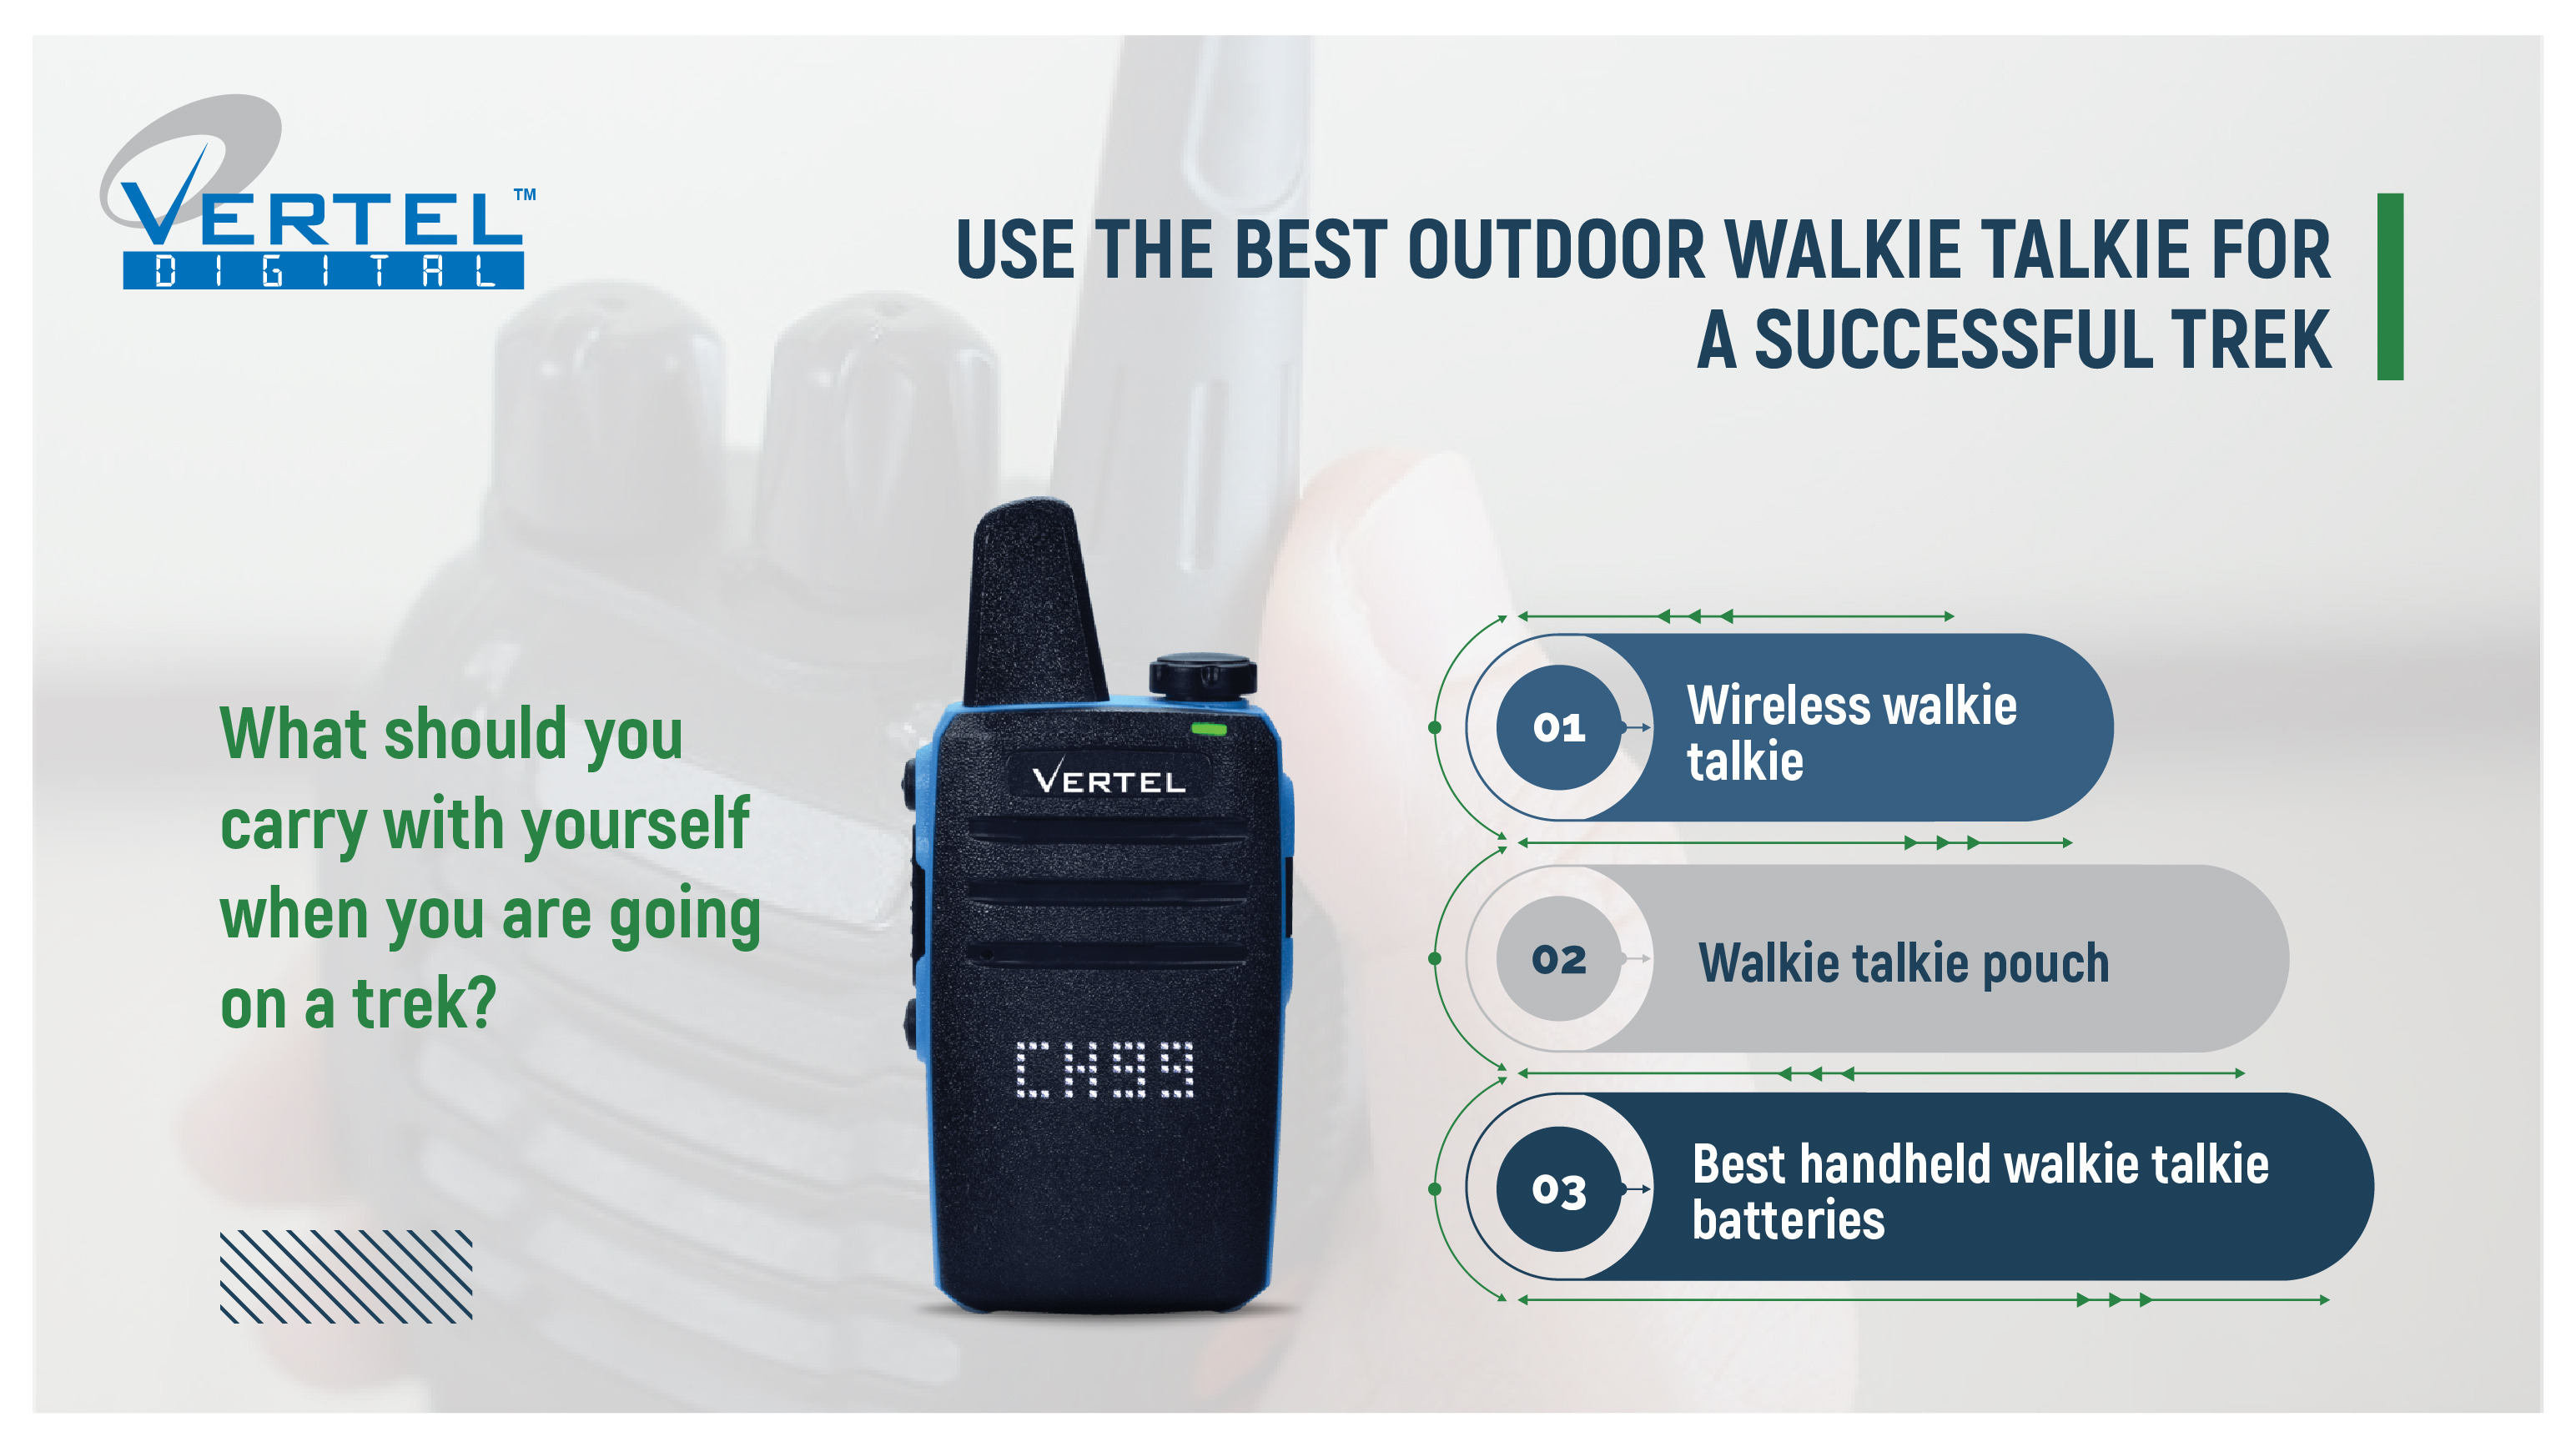 VERTEL™
DIGITAL
USE THE BEST OUTDOOR WALKIE TALKIE FOR
A SUCCESSFUL TREK
What should you
carry with yourself
when you are going
on a trek?
VERTEL
CH99
01
Wireless walkie
talkie
02
Walkie talkie pouch
03
Best handheld walkie talkie
batteries